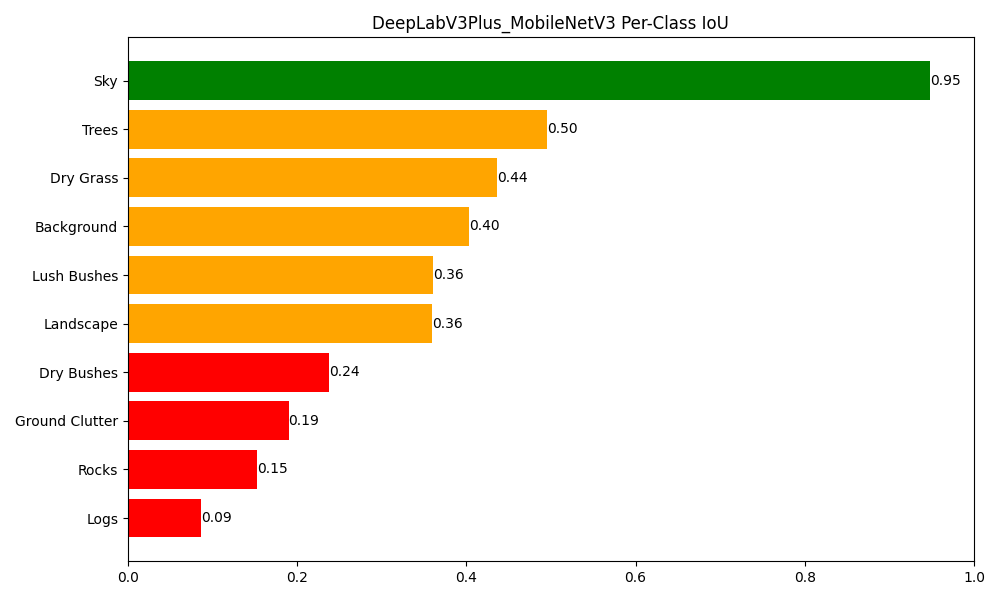 DeepLabV3Plus_MobileNetV3 Per-Class IoU
Sky 0.95
Trees 0.50
Dry Grass 0.44
Background 0.40
Lush Bushes 0.36
Landscape 0.36
Dry Bushes 0.24
Ground Clutter 0.19
Rocks 0.15
Logs 0.09
0.0 0.2 0.4 0.6 0.8 1.0